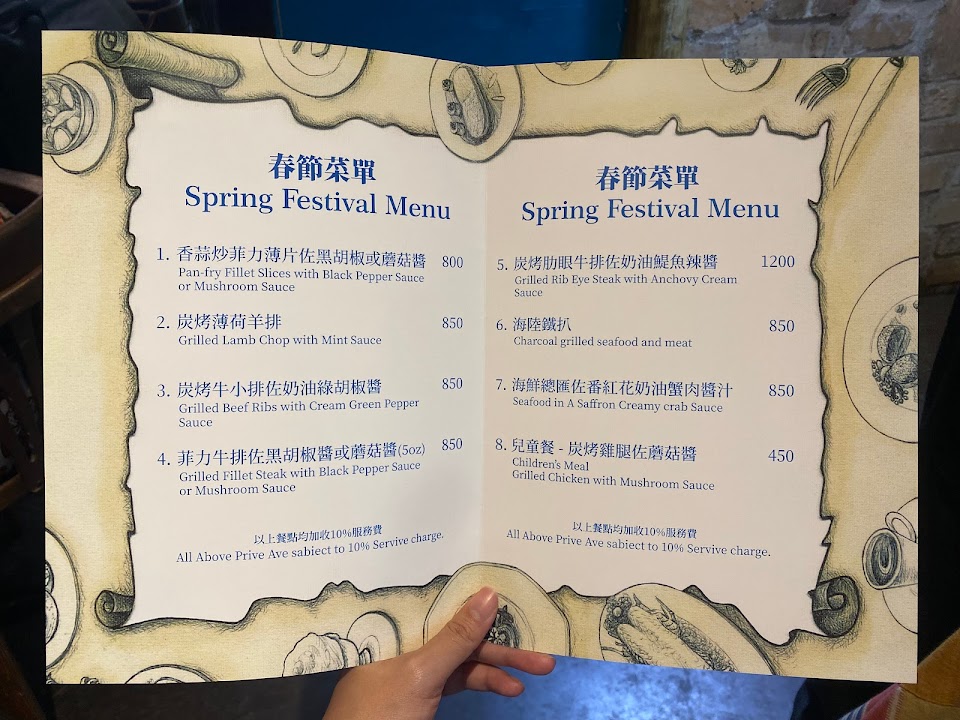 春節菜單
Spring Festival Menu
1. 香蒜炒菲力薄片佐黑胡椒或蘑菇醬 800
Pan-fry Fillet Slices with Black Pepper Sauce
or Mushroom Sauce
2. 炭烤薄荷羊排 850
Grilled Lamb Chop with Mint Sauce
3. 炭烤牛小排佐奶油綠胡椒醬 850
Grilled Beef Ribs with Cream Green Pepper
Sauce
4. 菲力牛排佐黑胡椒醬或蘑菇醬(5oz) 850
Grilled Fillet Steak with Black Pepper Sauce
or Mushroom Sauce
以上餐點均加收10%服務費
All Above Prive Ave sabiect to 10% Servive charge.
春節菜單
Spring Festival Menu
5. 炭烤肋眼牛排佐奶油鯷魚辣醬 1200
Grilled Rib Eye Steak with Anchovy Cream
Sauce
6. 海陸鐵扒 850
Charcoal grilled seafood and meat
7. 海鮮總匯佐番紅花奶油蟹肉醬汁 850
Seafood in A Saffron Creamy crab Sauce
8. 兒童餐 - 炭烤雞腿佐蘑菇醬 450
Children's Meal
Grilled Chicken with Mushroom Sauce
以上餐點均加收10%服務費
All Above Prive Ave sabiect to 10% Servive charge.